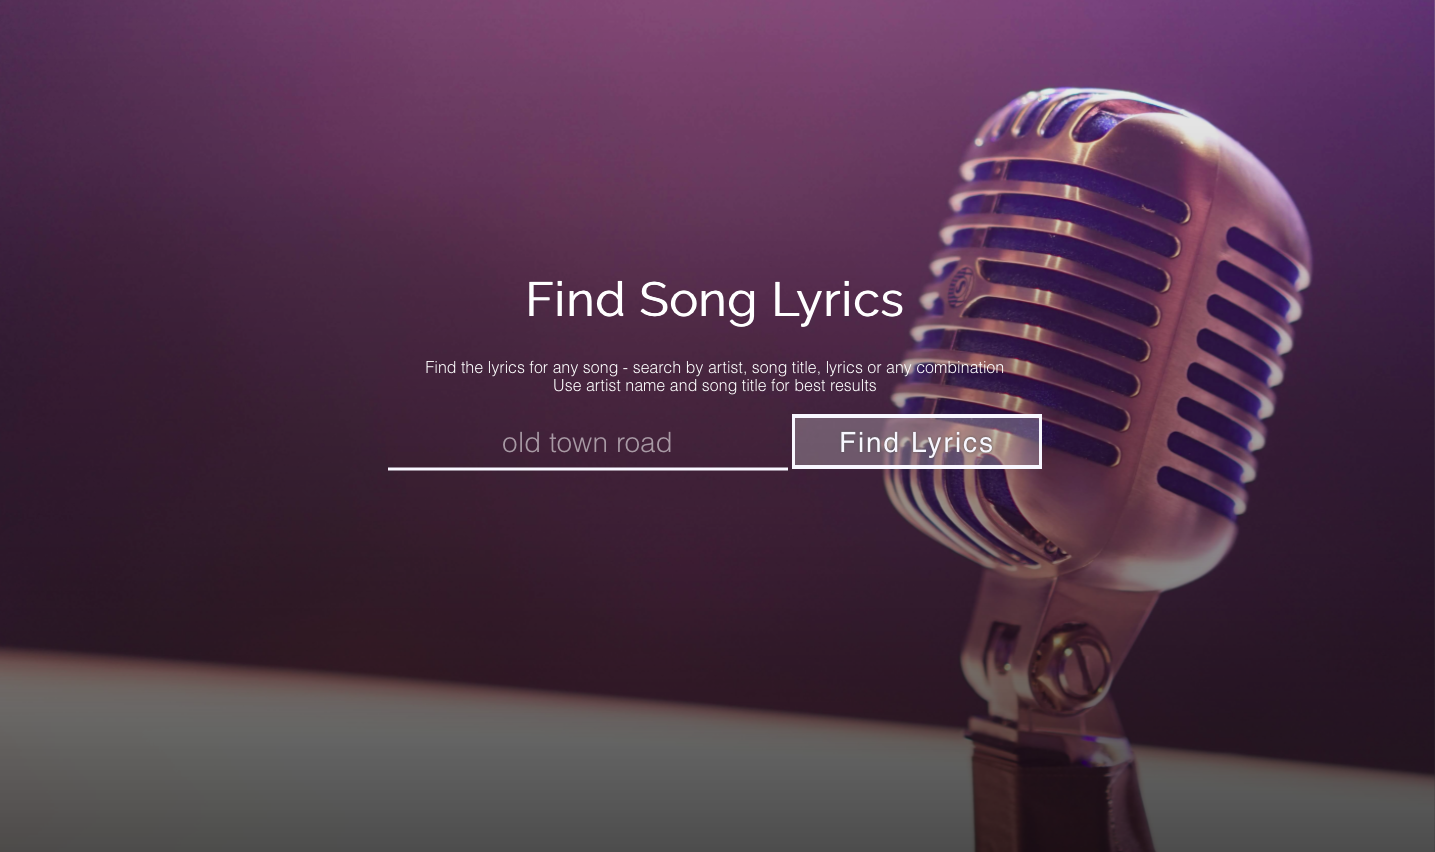 Find Song Lyrics
Find the lyrics for any song - search by artist, song title, lyrics or any combination
Use artist name and song title for best results
old town road
Find Lyrics